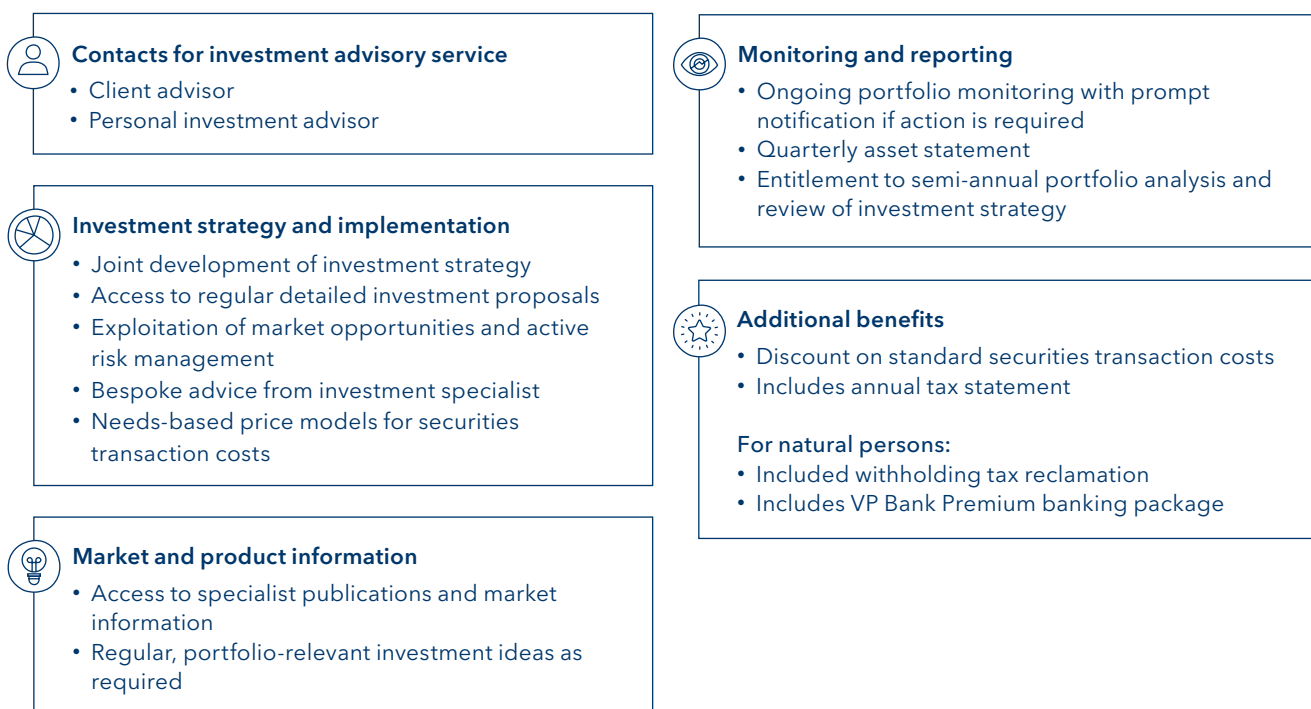 Contacts for investment advisory service
• Client advisor
• Personal investment advisor
Investment strategy and implementation
• Joint development of investment strategy
• Access to regular detailed investment proposals
• Exploitation of market opportunities and active
risk management
• Bespoke advice from investment specialist
• Needs-based price models for securities
transaction costs
Market and product information
• Access to specialist publications and market
information
• Regular, portfolio-relevant investment ideas as
required
Monitoring and reporting
• Ongoing portfolio monitoring with prompt
notification if action is required
• Quarterly asset statement
• Entitlement to semi-annual portfolio analysis and
review of investment strategy
Additional benefits
• Discount on standard securities transaction costs
• Includes annual tax statement
For natural persons:
• Included withholding tax reclamation
• Includes VP Bank Premium banking package